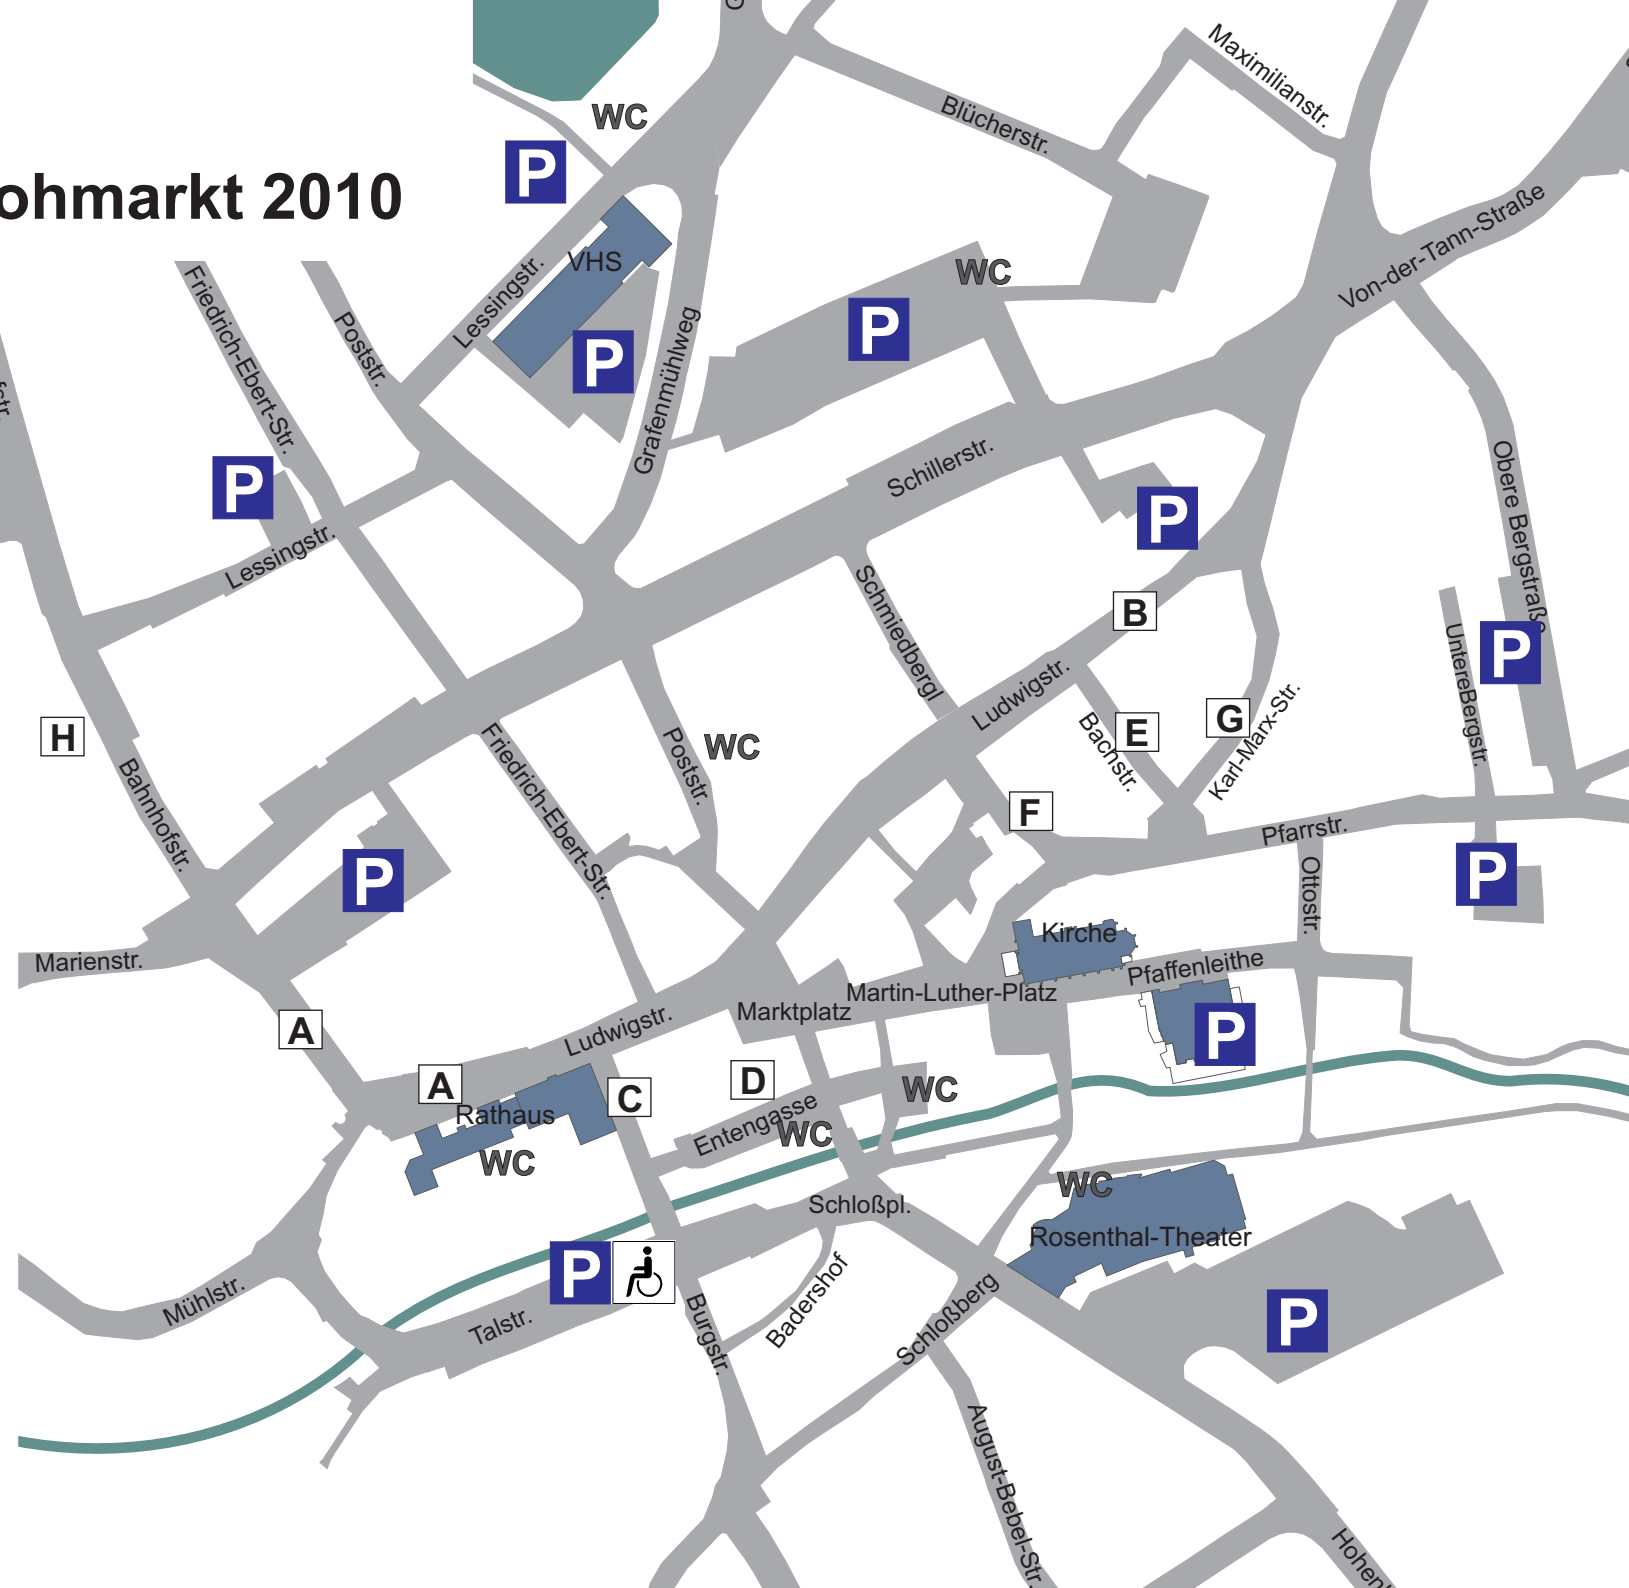 G
Maximilianstr.
Blücherstr.
WC
P
ohmarkt 2010
Von-der-Tann-Straße
VHS
Lessingstr.
WC
P
P
Friedrich-Ebert-Str.
Poststr.
Grafenmühlweg
str.
Schillerstr.
P
P
Lessingstr.
Obere Bergstraße
Schmiedbergl
B
P
UntereBergstr.
Ludwigstr.
Bachstr.
E
G
Karl-Marx-Str.
H
Bahnhofstr.
Friedrich-Ebert-Str.
Poststr.
WC
F
Pfarrstr.
P
P
Ottostr.
Kirche
Marienstr.
Pfaffenleithe
Martin-Luther-Platz
Marktplatz
A
Ludwigstr.
P
A
Rathaus
C
D
WC
Entengasse
WC
WC
WC
Schloßpl.
Rosenthal-Theater
P
Mühlstr.
Talstr.
Burgstr.
Badershof
Schloßberg
P
August-Bebel-Str.
Hohen